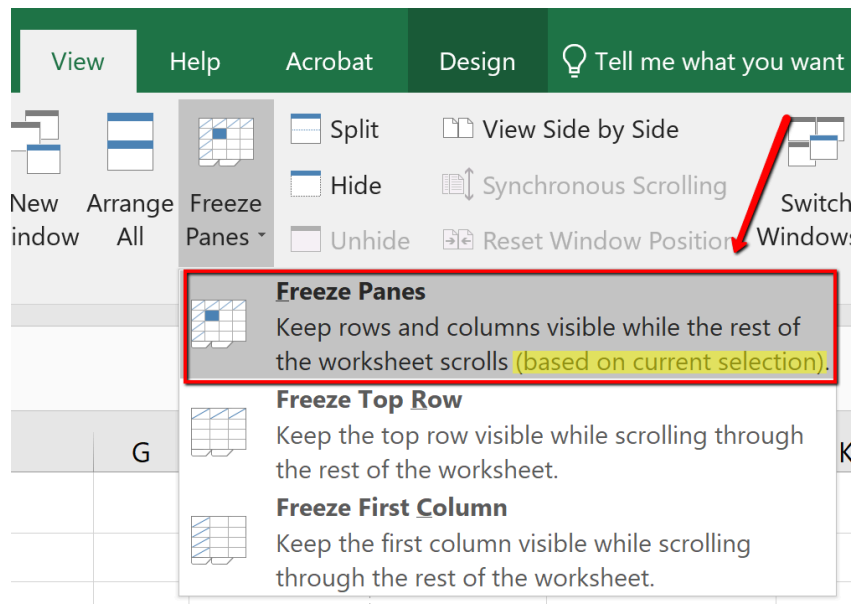 View Help Acrobat Design Tell me what you want
Split View Side by Side
Hide Synchronous Scrolling
New Arrange Freeze Switch
indow All Panes Unhide Reset Window Position Windows
Freeze Panes
Keep rows and columns visible while the rest of
the worksheet scrolls (based on current selection).
Freeze Top Row
Keep the top row visible while scrolling through
the rest of the worksheet.
G K
Freeze First Column
Keep the first column visible while scrolling
through the rest of the worksheet.